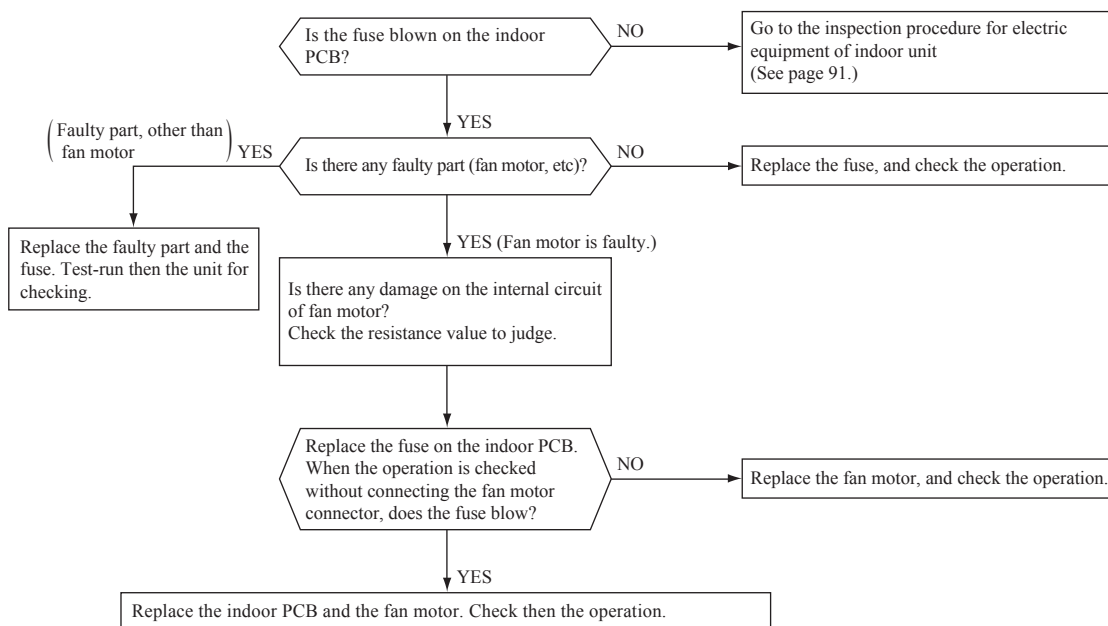 Is the fuse blown on the indoor
PCB?
NO
Go to the inspection procedure for electric
equipment of indoor unit
(See page 91.)
YES
(Faulty part, other than
fan motor)
YES
Is there any faulty part (fan motor, etc)?
NO
Replace the fuse, and check the operation.
Replace the faulty part and the
fuse. Test-run then the unit for
checking.
YES (Fan motor is faulty.)
Is there any damage on the internal circuit
of fan motor?
Check the resistance value to judge.
Replace the fuse on the indoor PCB.
When the operation is checked
without connecting the fan motor
connector, does the fuse blow?
NO
Replace the fan motor, and check the operation.
YES
Replace the indoor PCB and the fan motor. Check then the operation.